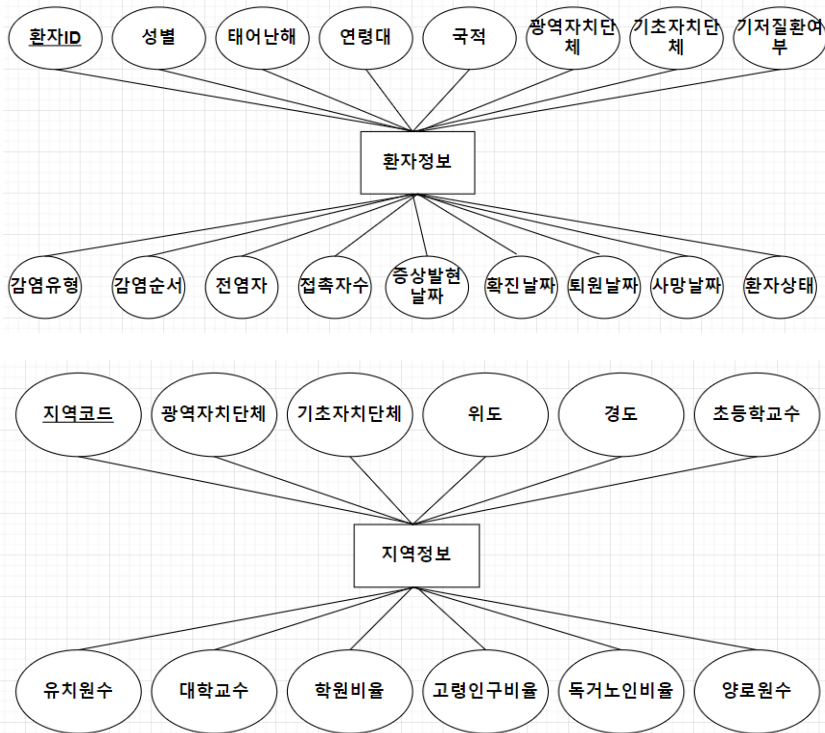 환자ID
성별
태어난해
연령대
국적
광역자치단
체
기초자치단
체
기저질환여
부
환자정보
감염유형
감염순서
전염자
접촉자수
증상발현
날짜
확진날짜
퇴원날짜
사망날짜
환자상태
지역코드
광역자치단체
기초자치단체
위도
경도
초등학교수
지역정보
유치원수
대학교수
학원비율
고령인구비율
독거노인비율
양로원수